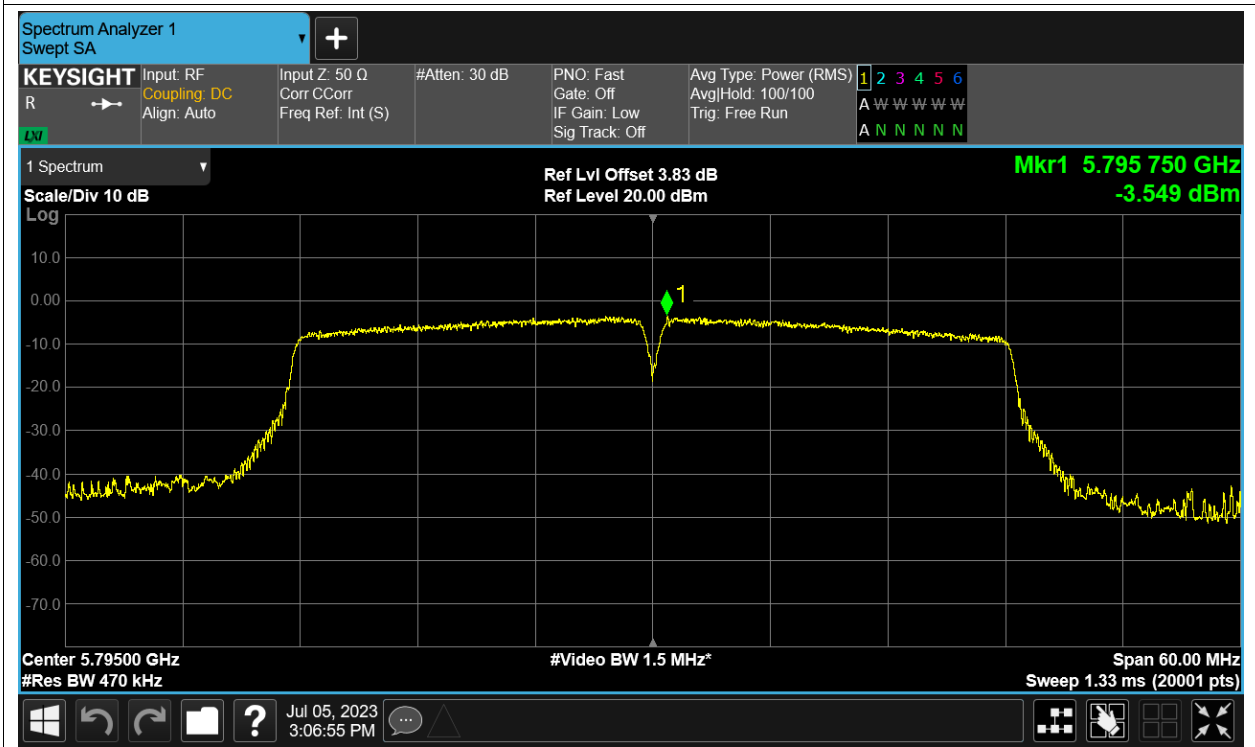 Spectrum Analyzer 1
Swept SA
+
KEYSIGHT Input: RF Input Z: 50 Ω #Atten: 30 dB PNO: Fast Avg Type: Power (RMS) 1 2 3 4 5 6
R Coupling: DC Corr CCorr Gate: Off Avg|Hold: 100/100 A W W W W W
Align: Auto Freq Ref: Int (S) IF Gain: Low Trig: Free Run
LXI Sig Track: Off A N N N N N
1 Spectrum Ref Lvl Offset 3.83 dB Mkr1 5.795 750 GHz
Scale/Div 10 dB Ref Level 20.00 dBm -3.549 dBm
Log
10.0
0.00
1
-10.0
-20.0
-30.0
-40.0
-50.0
-60.0
-70.0
Center 5.79500 GHz #Video BW 1.5 MHz* Span 60.00 MHz
#Res BW 470 kHz Sweep 1.33 ms (20001 pts)
? Jul 05, 2023
3:06:55 PM